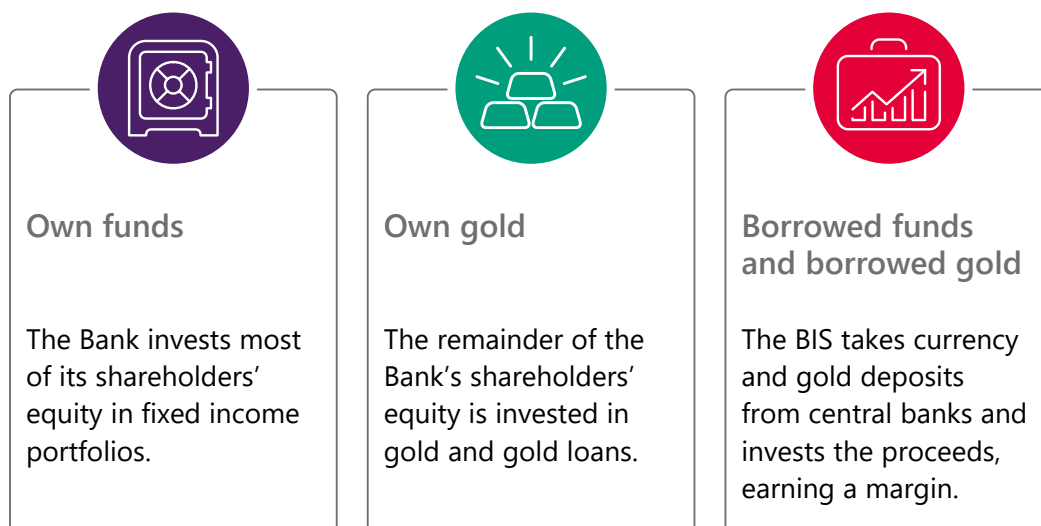 Own funds
The Bank invests most
of its shareholders’
equity in fixed income
portfolios.
Own gold
The remainder of the
Bank’s shareholders’
equity is invested in
gold and gold loans.
Borrowed funds
and borrowed gold
The BIS takes currency
and gold deposits
from central banks and
invests the proceeds,
earning a margin.